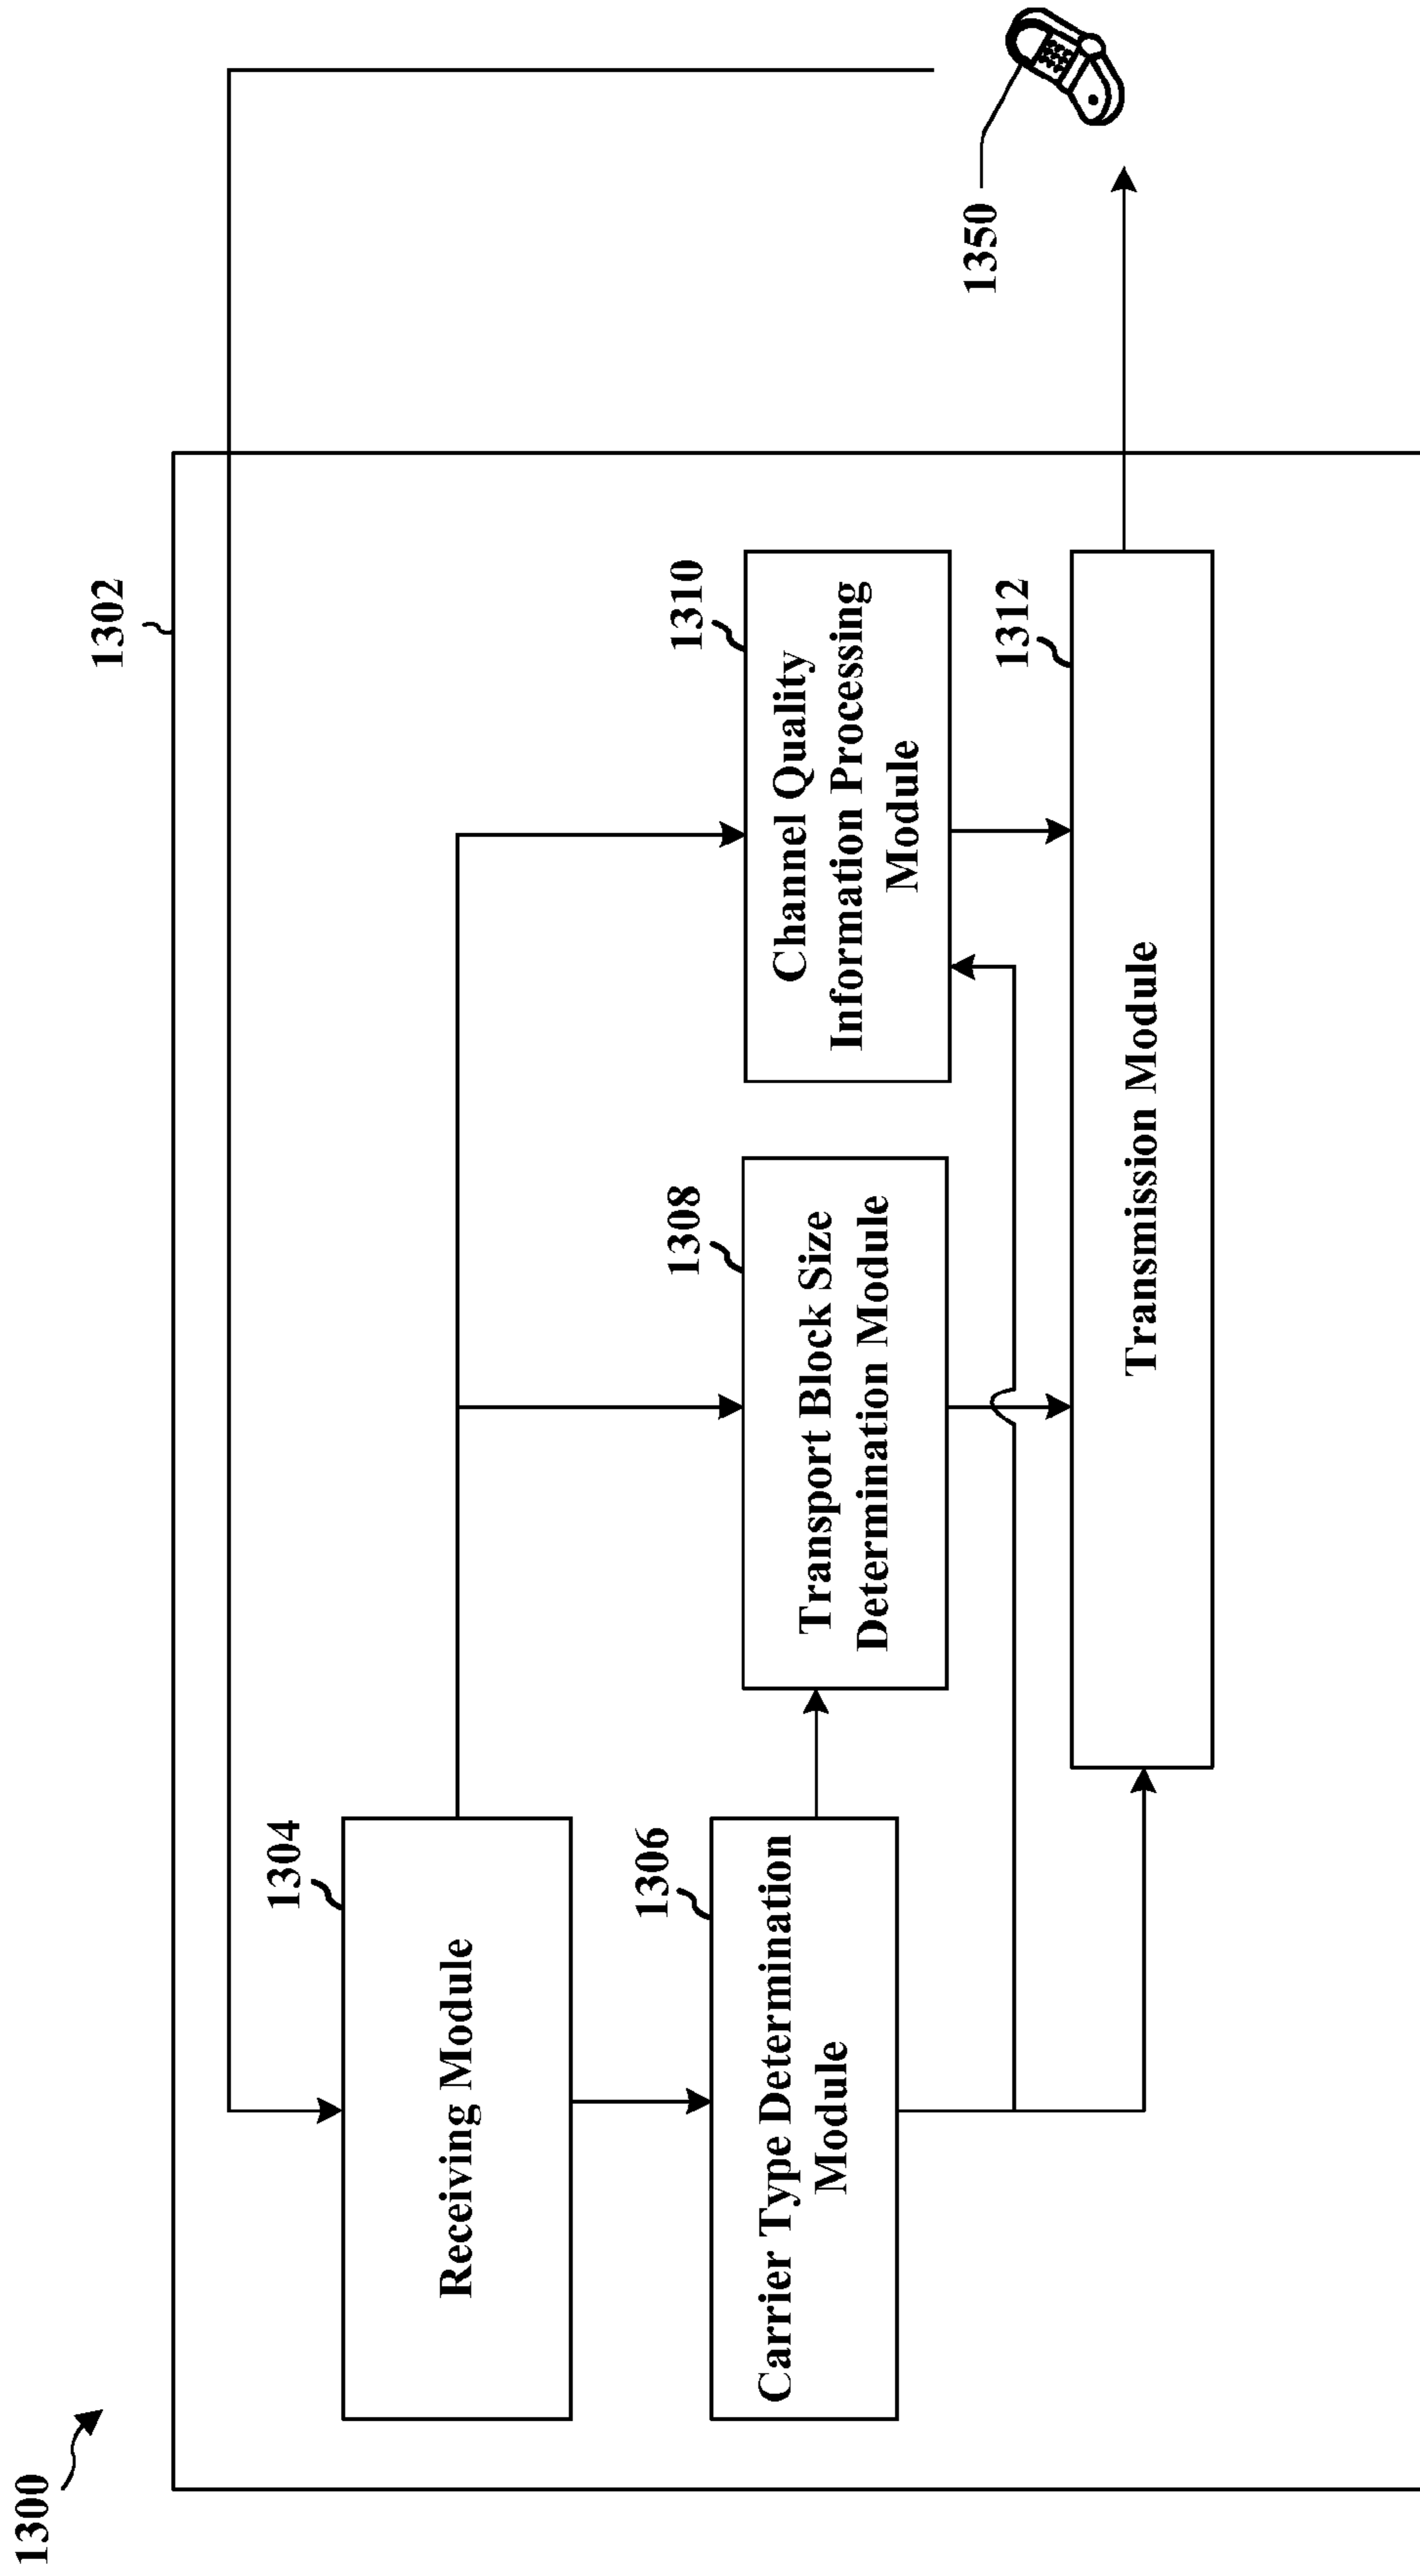 1300
1302
1304
Receiving Module
1306
Carrier Type Determination
Module
1308
Transport Block Size
Determination Module
1310
Channel Quality
Information Processing
Module
1312
Transmission Module
1350